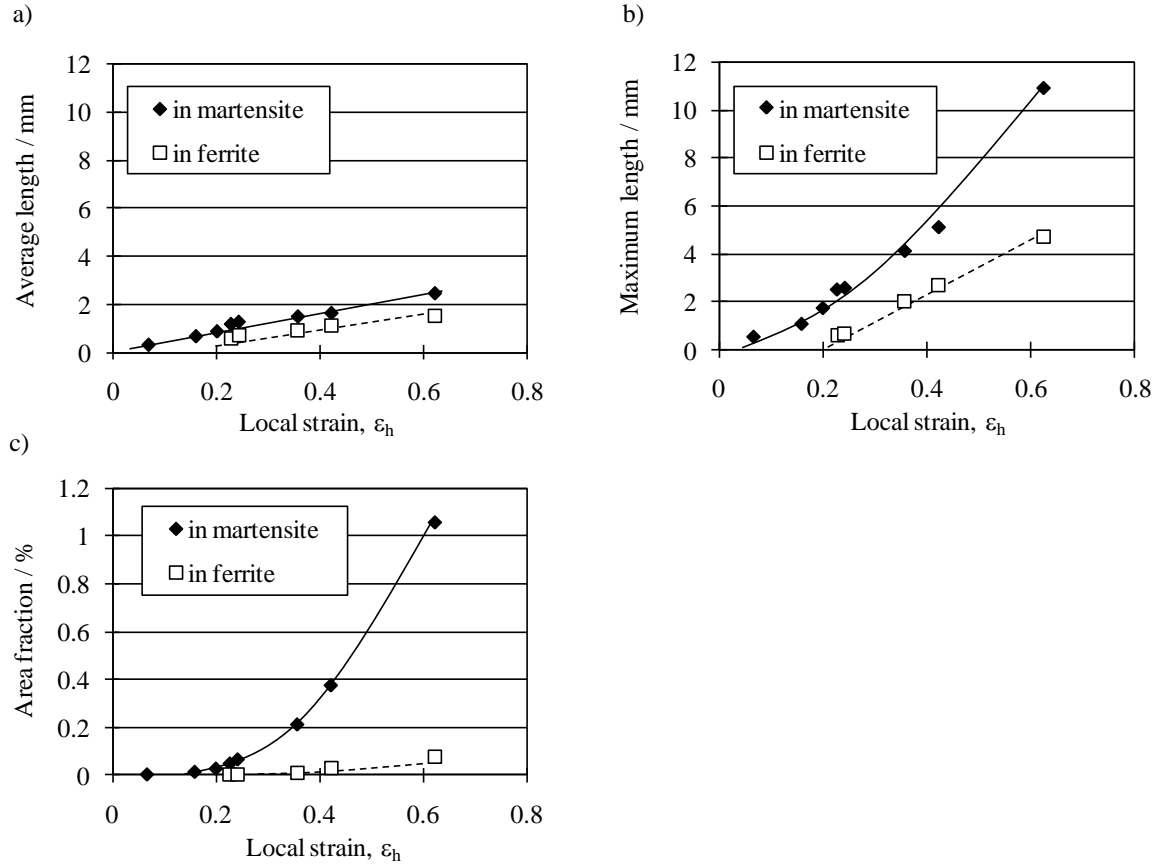 a)
12
10
8
6
4
2
0
Average length / mm
in martensite
in ferrite
0 0.2 0.4 0.6 0.8
Local strain, εh
b)
12
10
8
6
4
2
0
Maximum length / mm
in martensite
in ferrite
0 0.2 0.4 0.6 0.8
Local strain, εh
c)
1.2
1
0.8
0.6
0.4
0.2
0
Area fraction / %
in martensite
in ferrite
0 0.2 0.4 0.6 0.8
Local strain, εh